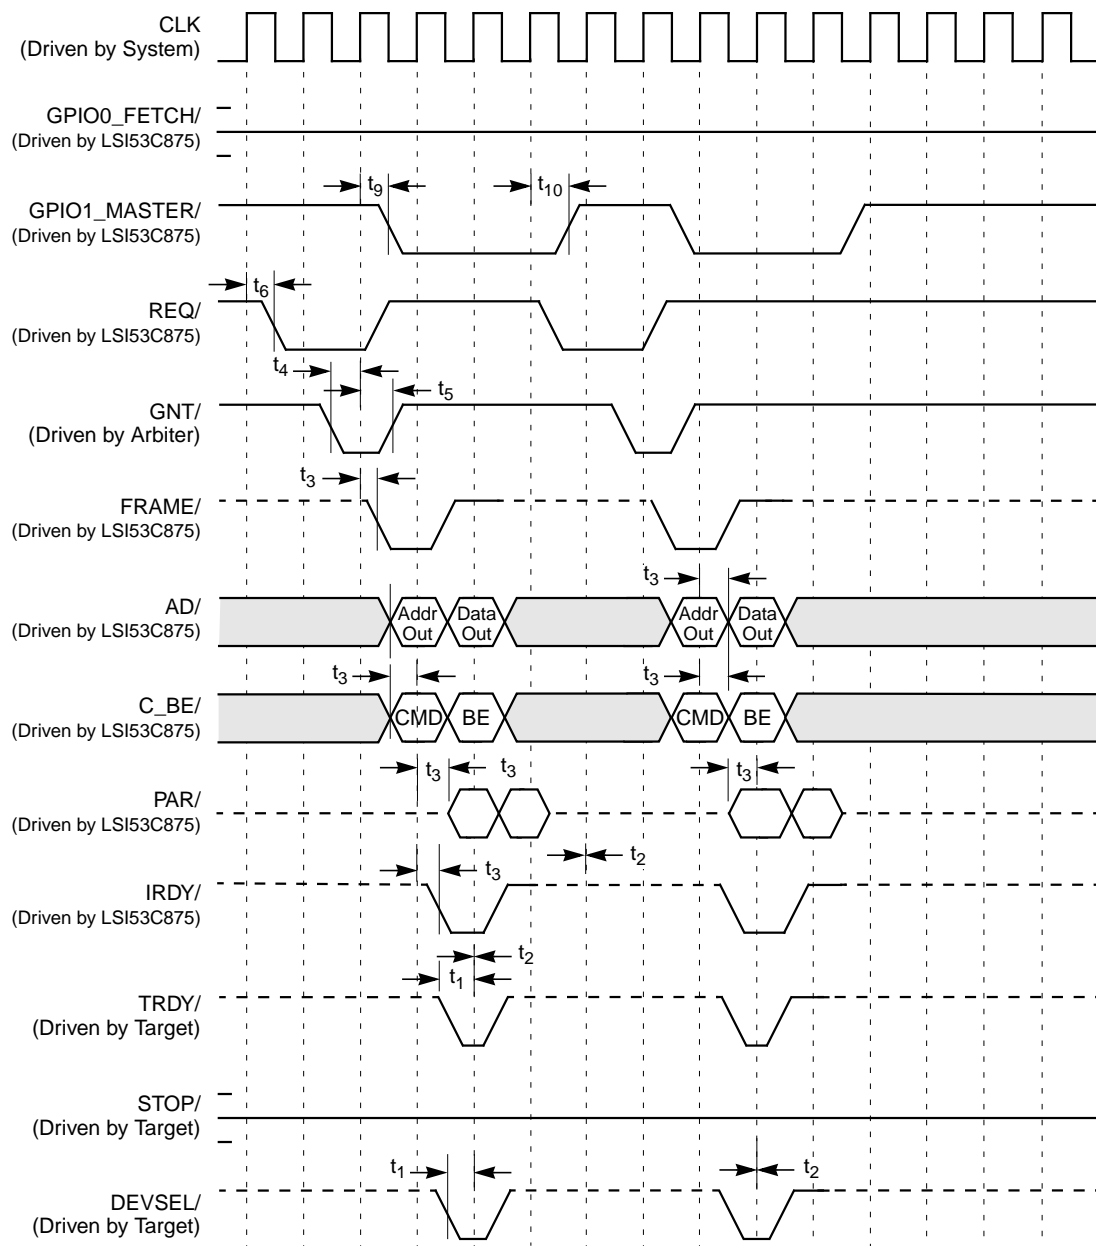 CLK
(Driven by System)
GPIO0_FETCH/
(Driven by LSI53C875)
t9
t10
GPIO1_MASTER/
(Driven by LSI53C875)
t6
REQ/
(Driven by LSI53C875)
t4
t5
GNT/
(Driven by Arbiter)
t3
FRAME/
(Driven by LSI53C875)
t3
AD/
(Driven by LSI53C875)
Addr Out
Data Out
Addr Out
Data Out
t3
t3
C_BE/
(Driven by LSI53C875)
CMD
BE
CMD
BE
t3
t3
t3
PAR/
(Driven by LSI53C875)
t2
t3
IRDY/
(Driven by LSI53C875)
t2
t1
TRDY/
(Driven by Target)
STOP/
(Driven by Target)
t1
t2
DEVSEL/
(Driven by Target)